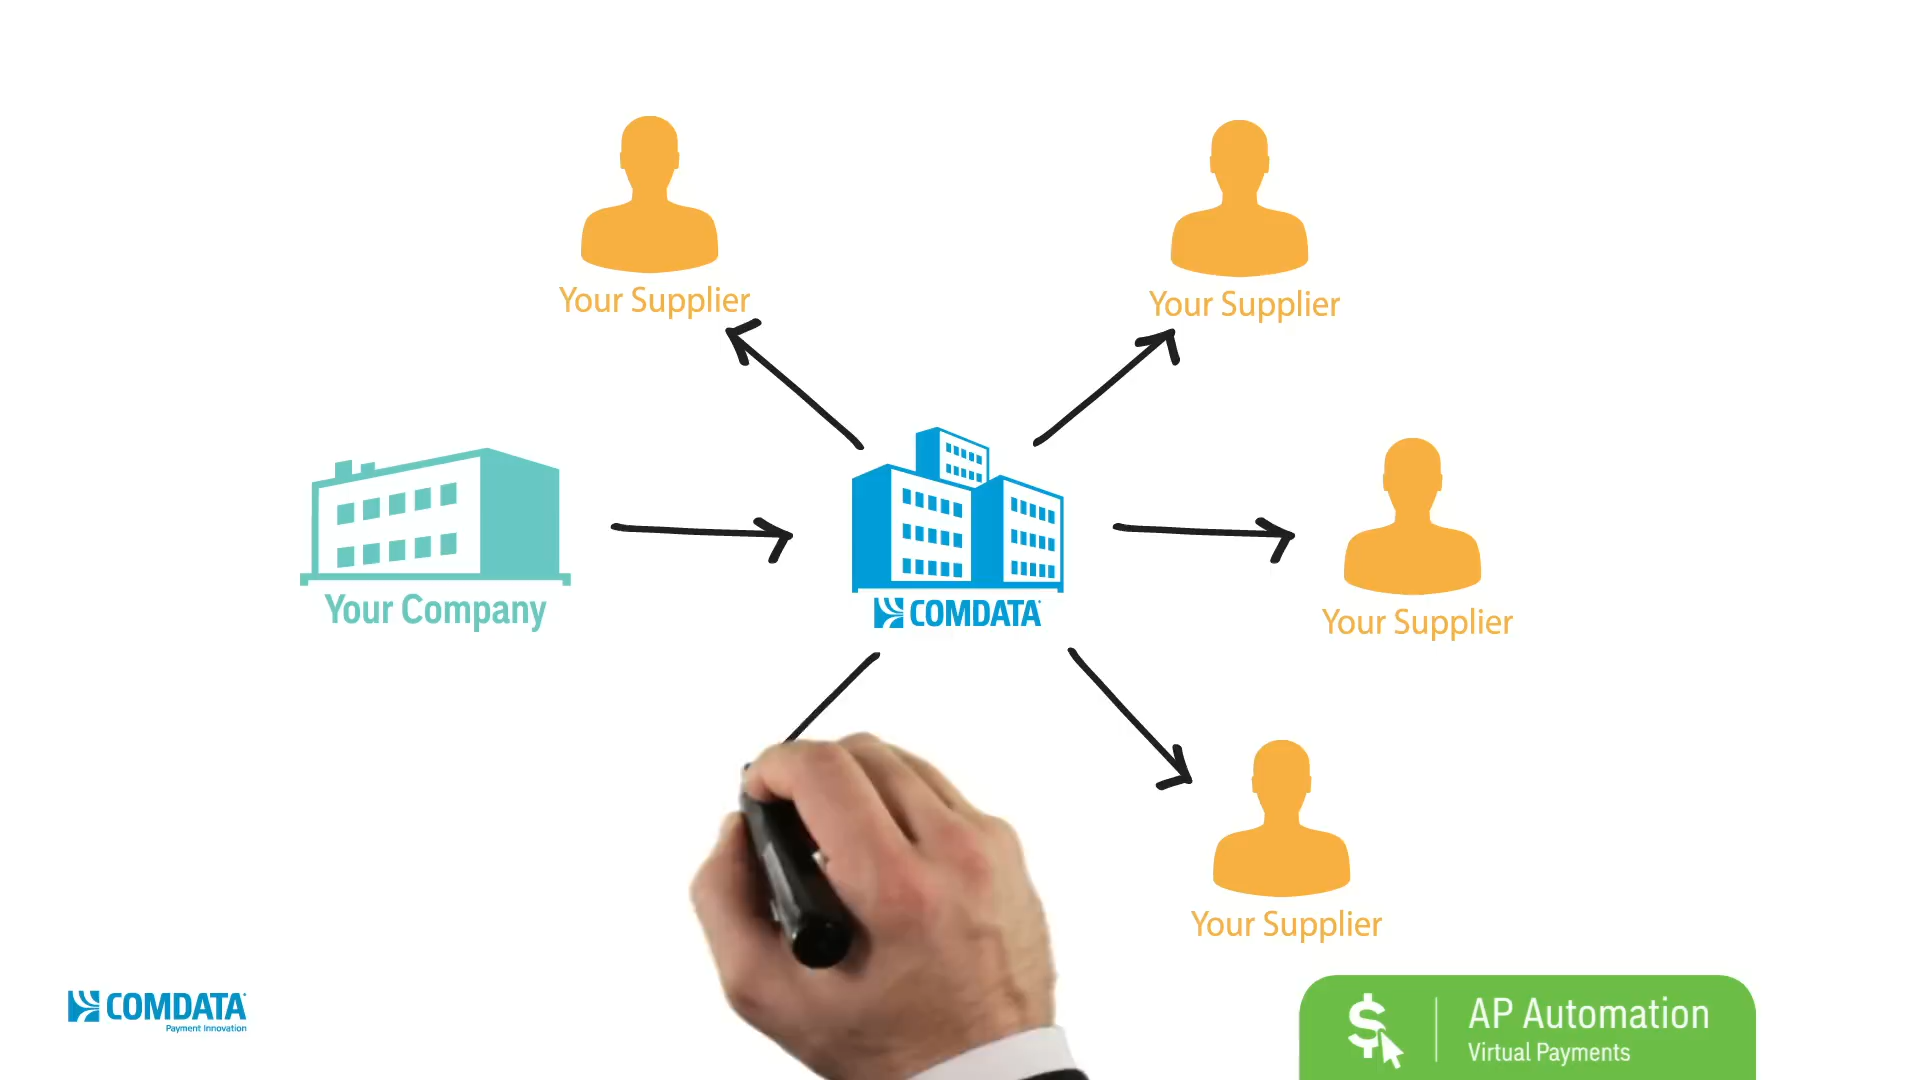 Your Supplier
Your Supplier
Your Company
COMDATA
Your Supplier
Your Supplier
COMDATA
Payment Innovation
AP Automation
Virtual Payments